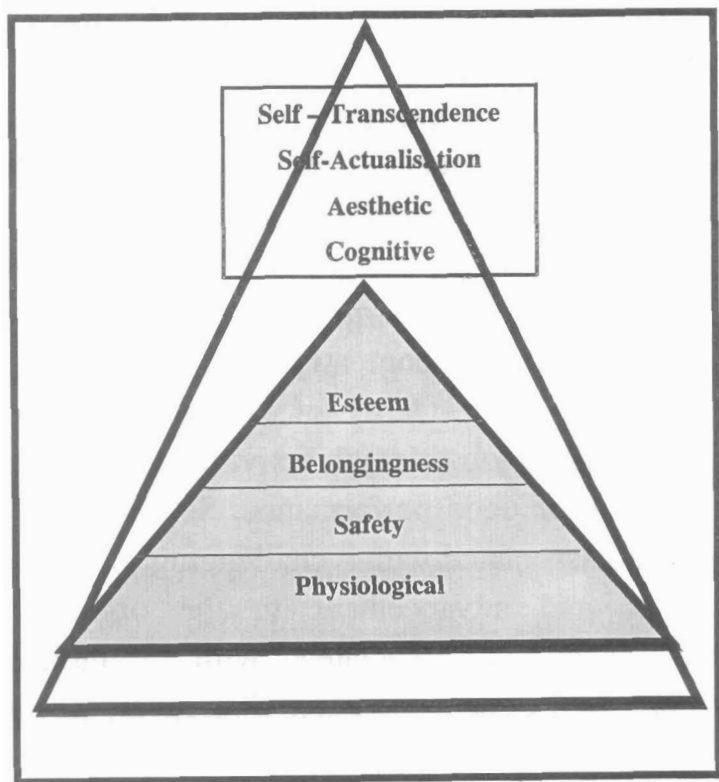 Self – Transcendence
Self-Actualisation
Aesthetic
Cognitive
Esteem
Belongingness
Safety
Physiological